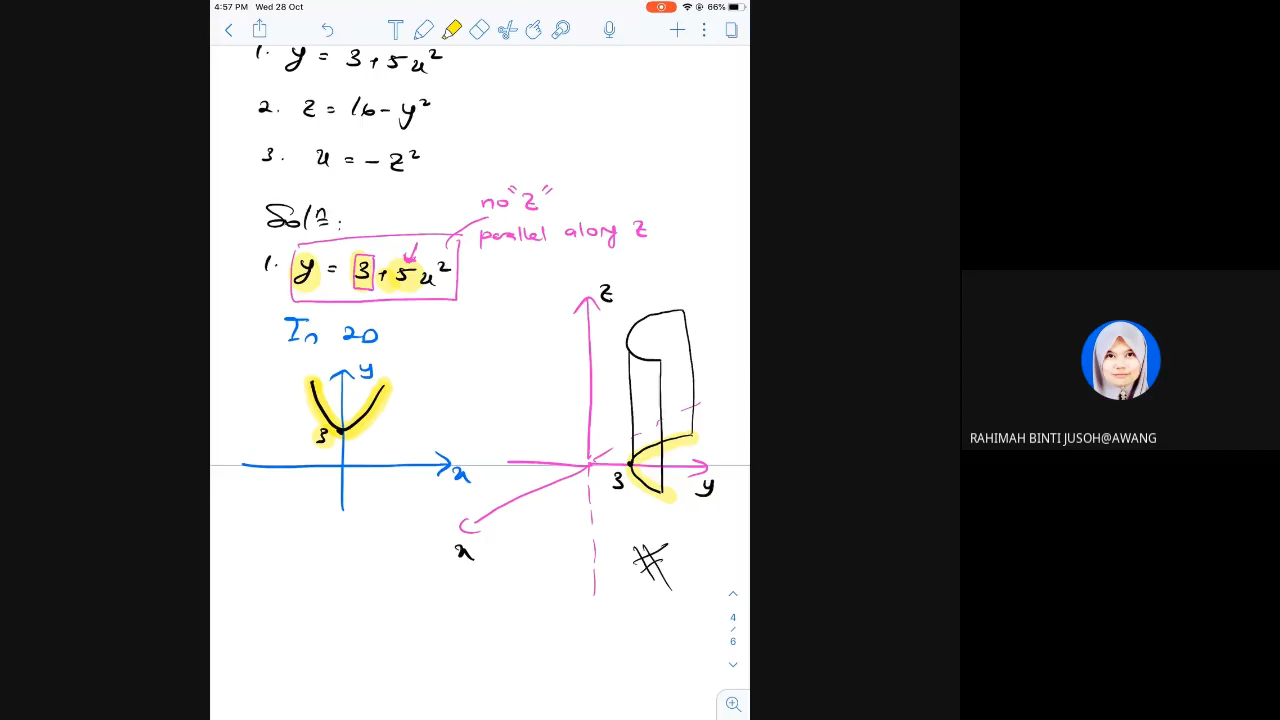 4:57 PM Wed 28 Oct
66%
1. y = 3 + 5x²
2. z = 16 - y²
3. x = - z²
Solⁿ:
no "z"
parallel along z
1. y = 3 + 5x²
In 2D
y
3
x
z
3
y
x
#
4
/
6
RAHIMAH BINTI JUSOH@AWANG